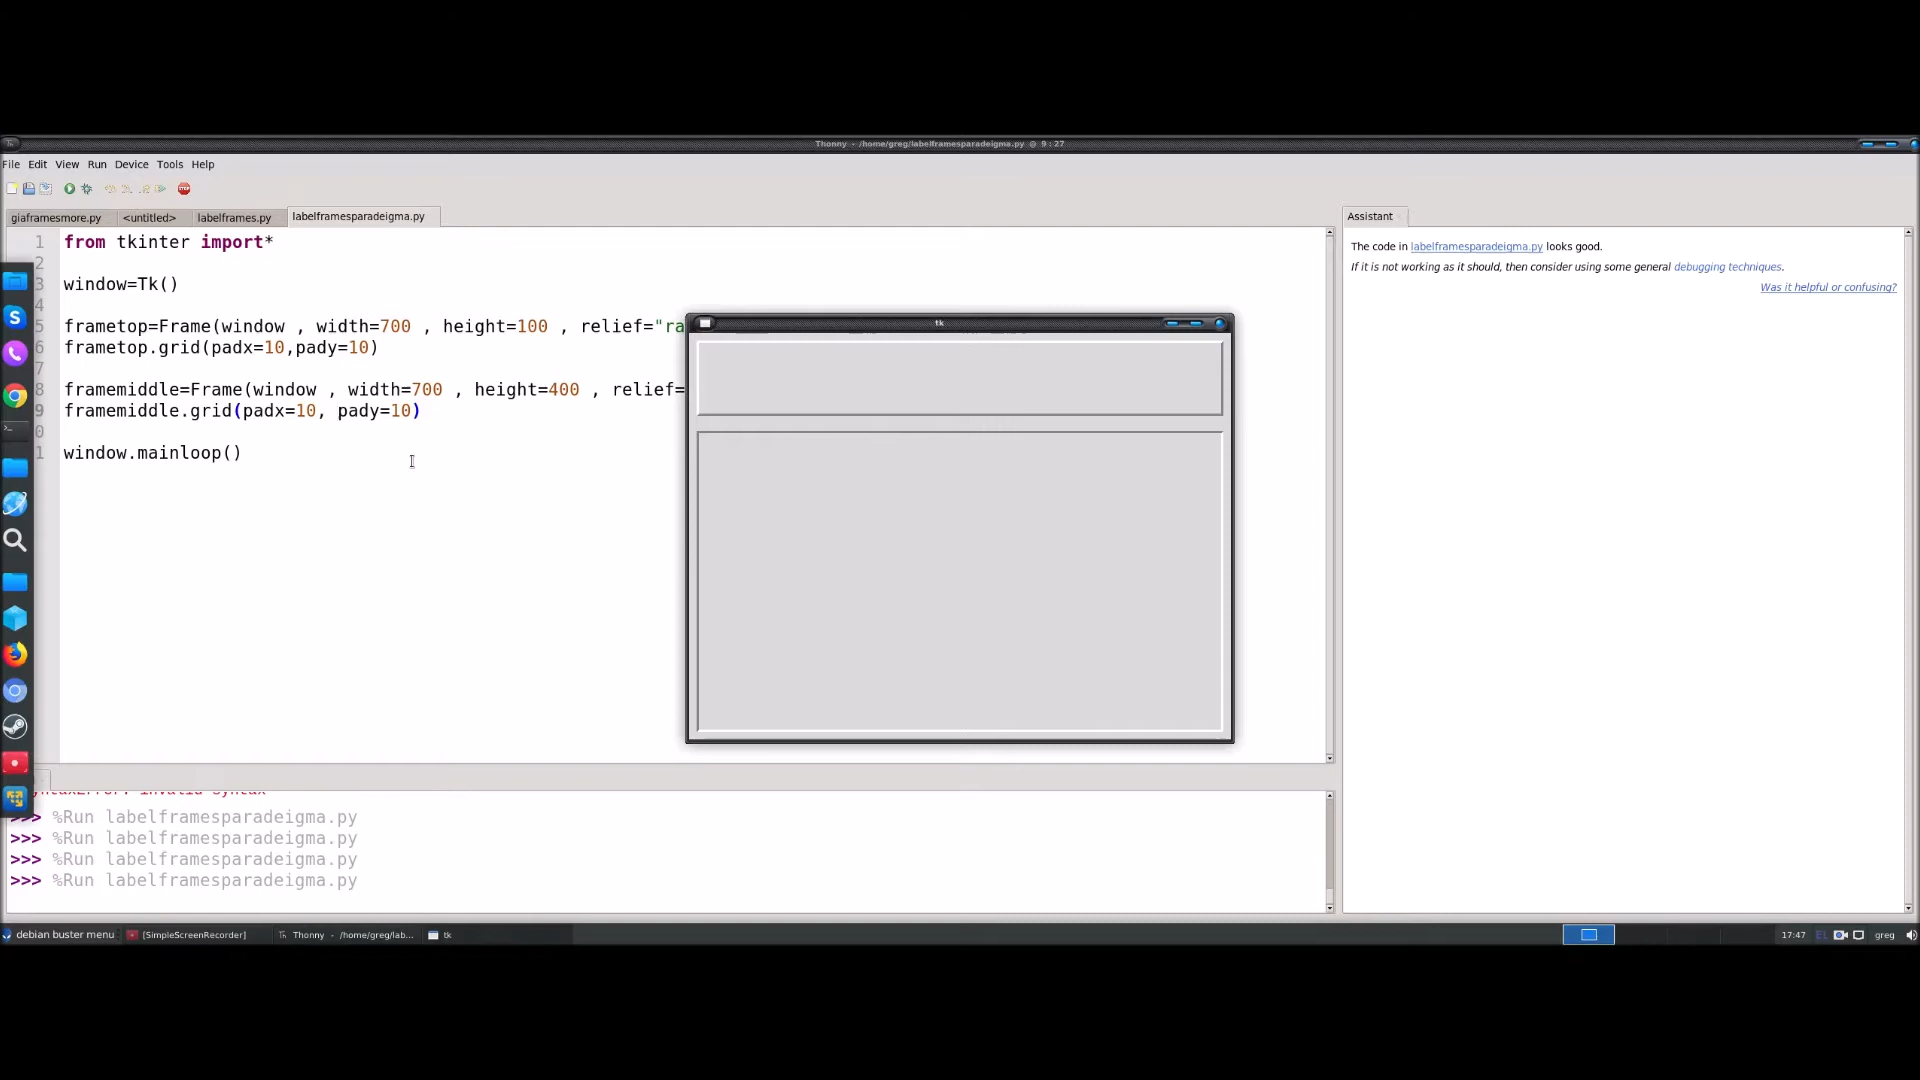 Thonny - /home/greg/labelframesparadeigma.py @ 9 : 27
File Edit View Run Device Tools Help
giaframesmore.py <untitled> labelframes.py labelframesparadeigma.py
1 from tkinter import*
2
3 window=Tk()
4
5 frametop=Frame(window , width=700 , height=100 , relief="ra
6 frametop.grid(padx=10,pady=10)
7
8 framemiddle=Frame(window , width=700 , height=400 , relief=
9 framemiddle.grid(padx=10, pady=10)
0
1 window.mainloop()
tk
Assistant
The code in labelframesparadeigma.py looks good.
If it is not working as it should, then consider using some general debugging techniques.
Was it helpful or confusing?
>>> %Run labelframesparadeigma.py
>>> %Run labelframesparadeigma.py
>>> %Run labelframesparadeigma.py
>>> %Run labelframesparadeigma.py
debian buster menu [SimpleScreenRecorder] Thonny - /home/greg/lab... tk 17:47 EL greg